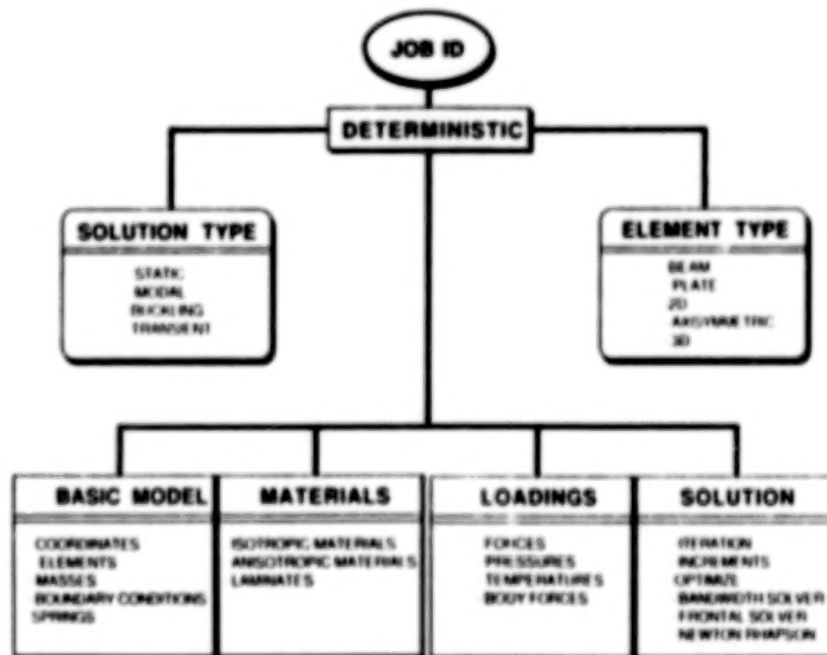 JOB ID
DETERMINISTIC
SOLUTION TYPE
STATIC
MODAL
BUCKLING
TRANSIENT
ELEMENT TYPE
BEAM
PLATE
2D
AXISYMMETRIC
3D
BASIC MODEL
COORDINATES
ELEMENTS
MASSES
BOUNDARY CONDITIONS
SPRINGS
MATERIALS
ISOTROPIC MATERIALS
ANISOTROPIC MATERIALS
LAMINATES
LOADINGS
FORCES
PRESSURES
TEMPERATURES
BODY FORCES
SOLUTION
ITERATION
INCREMENTS
OPTIMIZE
BANDWIDTH SOLVER
FRONTAL SOLVER
NEWTON RHAPSON